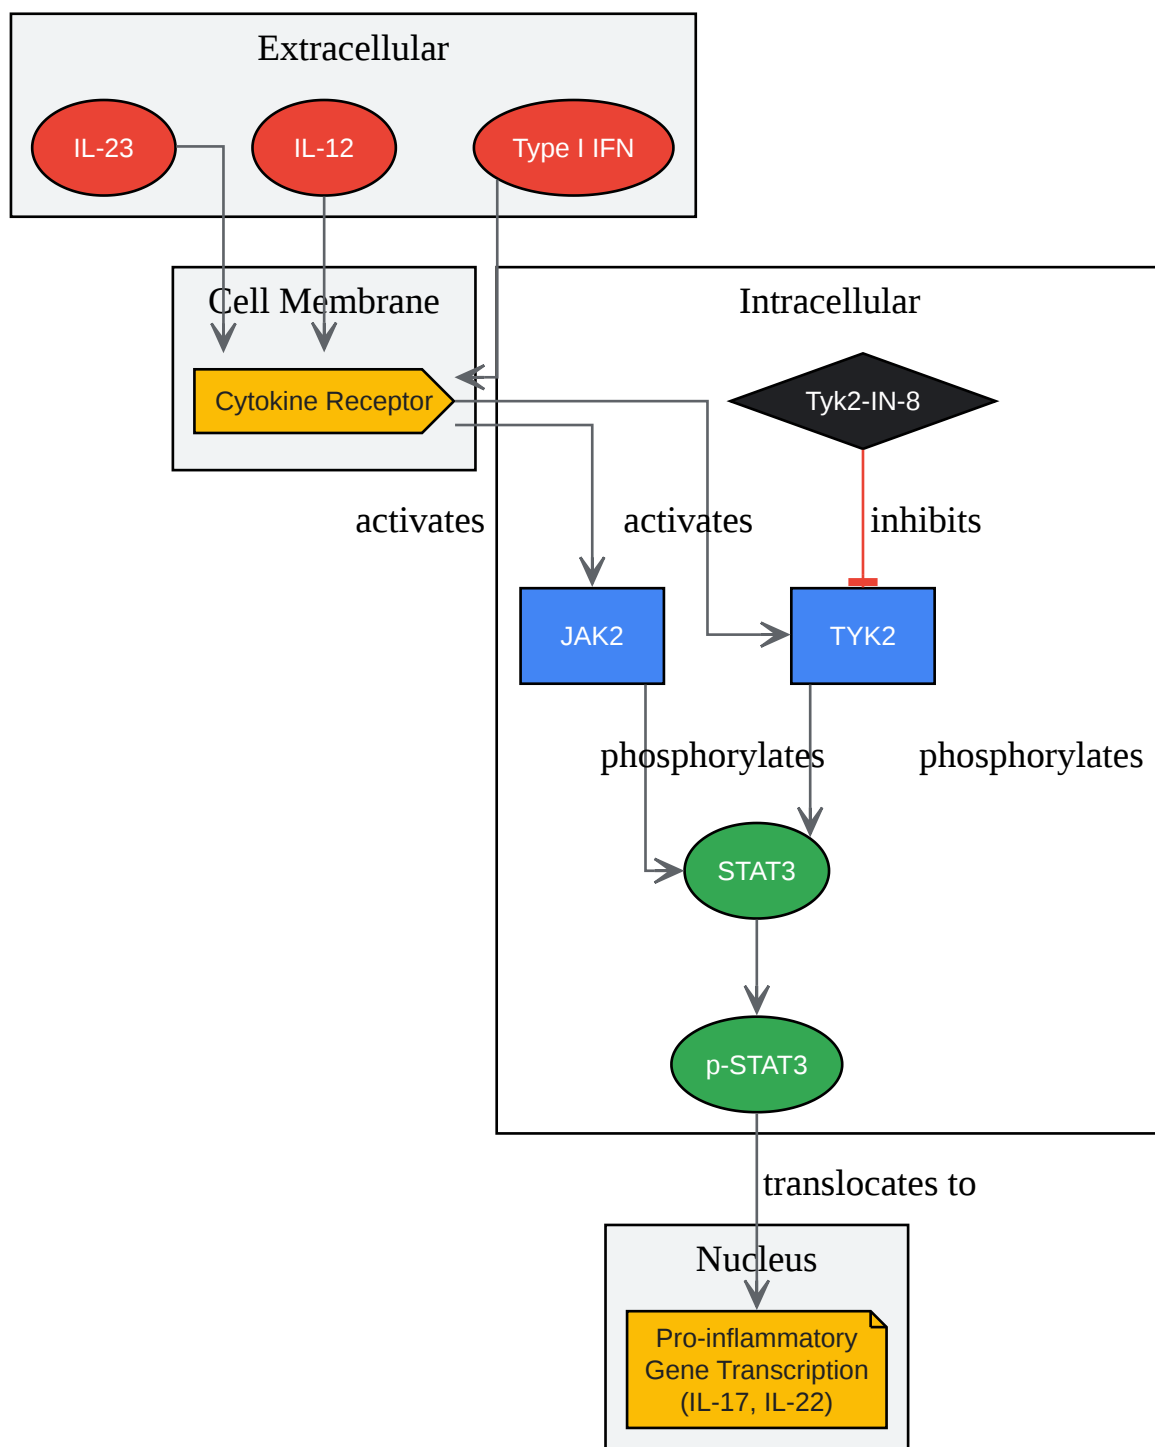 Extracellular
IL-23
IL-12
Type I IFN
Cell Membrane
Intracellular
Cytokine Receptor
Tyk2-IN-8
activates
activates
inhibits
JAK2
TYK2
phosphorylates
phosphorylates
STAT3
p-STAT3
translocates to
Nucleus
Pro-inflammatory
Gene Transcription
(IL-17, IL-22)